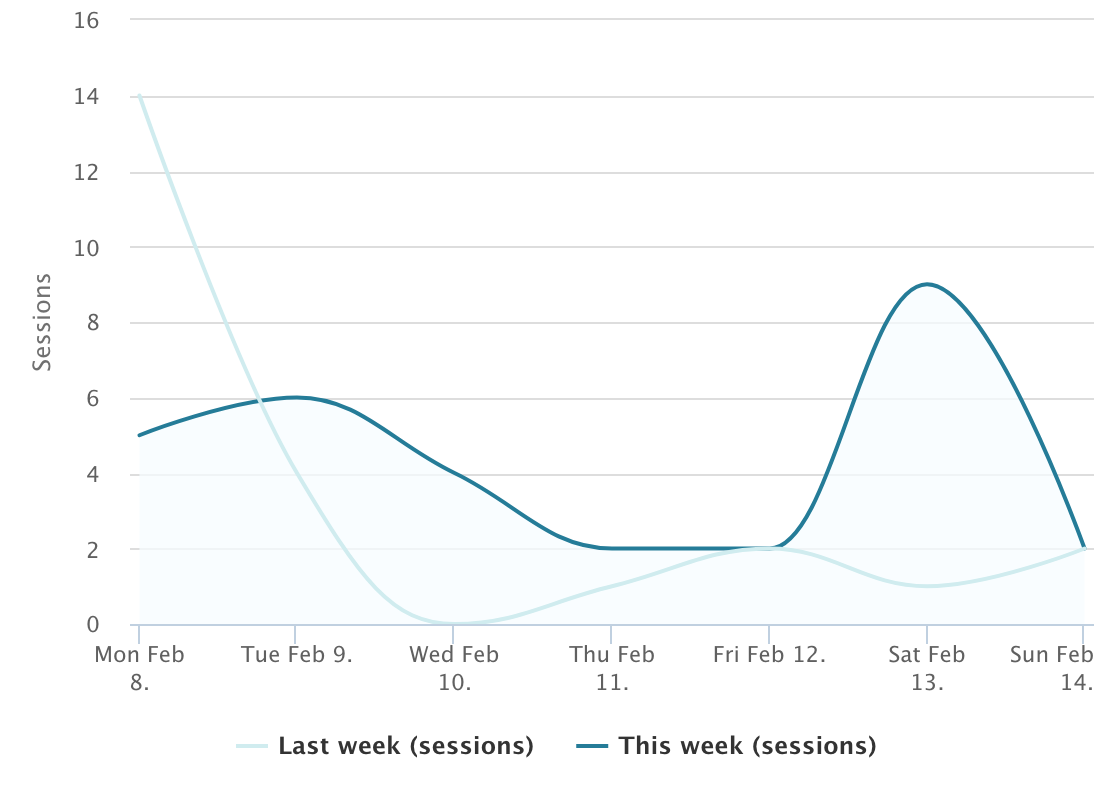 16
14
12
10
8
6
4
2
0
Sessions
Mon Feb
8.
Tue Feb 9.
Wed Feb
10.
Thu Feb
11.
Fri Feb 12.
Sat Feb
13.
Sun Feb
14.
Last week (sessions)
This week (sessions)